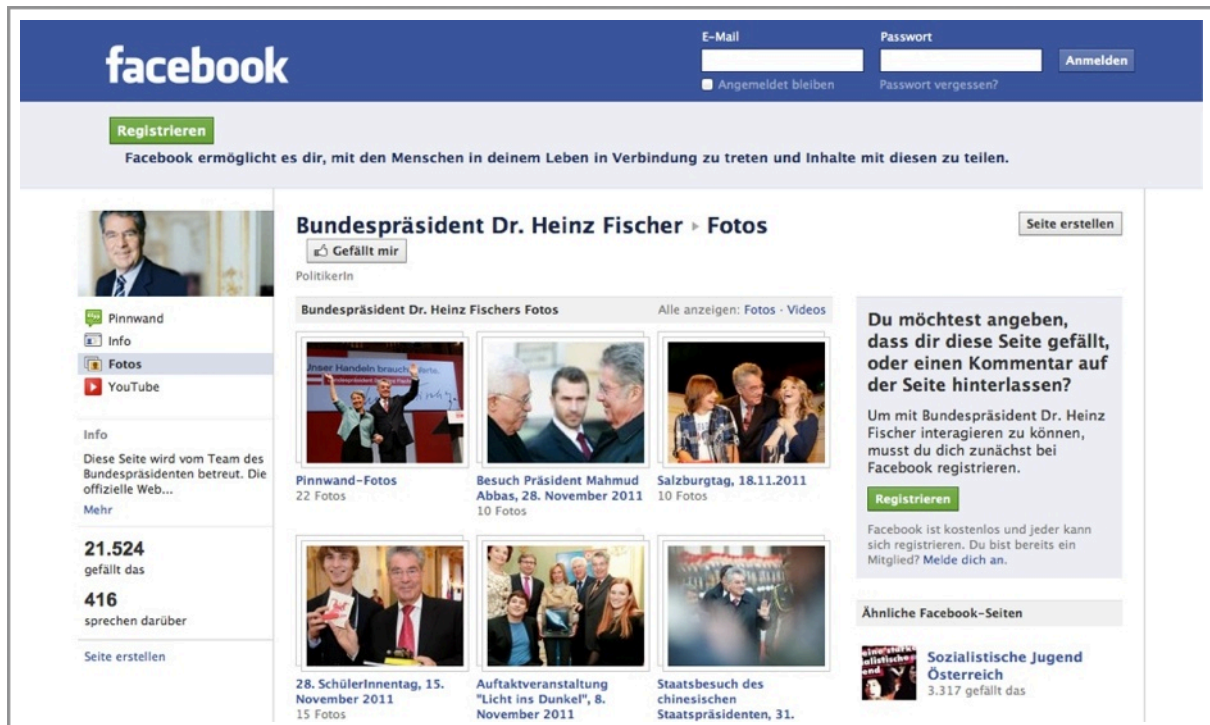 facebook
E-Mail
Passwort
Anmelden
Angemeldet bleiben
Passwort vergessen?
Registrieren
Facebook ermöglicht es dir, mit den Menschen in deinem Leben in Verbindung zu treten und Inhalte mit diesen zu teilen.
Bundespräsident Dr. Heinz Fischer ▸ Fotos
Seite erstellen
Gefällt mir
PolitikerIn
Pinnwand
Info
Fotos
YouTube
Info
Diese Seite wird vom Team des
Bundespräsidenten betreut. Die
offizielle Web...
Mehr
21.524
gefällt das
416
sprechen darüber
Seite erstellen
Bundespräsident Dr. Heinz Fischers Fotos
Alle anzeigen: Fotos · Videos
Unser Handeln braucht Werte.
Pinnwand-Fotos
22 Fotos
Besuch Präsident Mahmud
Abbas, 28. November 2011
10 Fotos
Salzburgtag, 18.11.2011
10 Fotos
28. SchülerInnentag, 15.
November 2011
15 Fotos
Auftaktveranstaltung
"Licht ins Dunkel", 8.
November 2011
Staatsbesuch des
chinesischen
Staatspräsidenten, 31.
Du möchtest angeben,
dass dir diese Seite gefällt,
oder einen Kommentar auf
der Seite hinterlassen?
Um mit Bundespräsident Dr. Heinz
Fischer interagieren zu können,
musst du dich zunächst bei
Facebook registrieren.
Registrieren
Facebook ist kostenlos und jeder kann
sich registrieren. Du bist bereits ein
Mitglied? Melde dich an.
Ähnliche Facebook-Seiten
Sozialistische Jugend
Österreich
3.317 gefällt das